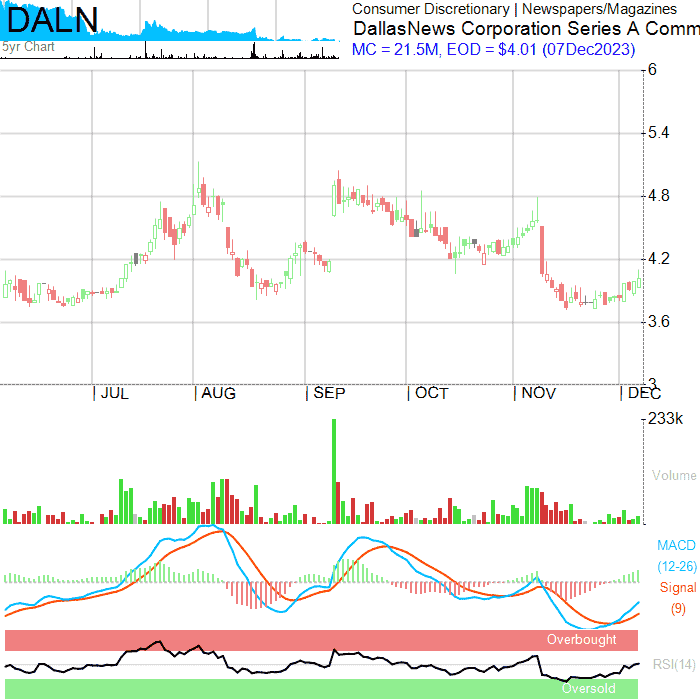 DALN
5yr Chart
Consumer Discretionary | Newspapers/Magazines
DallasNews Corporation Series A Comm
MC = 21.5M, EOD = $4.01 (07Dec2023)
6
5.4
4.8
4.2
3.6
3
JUL
AUG
SEP
OCT
NOV
DEC
233k
Volume
MACD
(12-26)
Signal
(9)
Overbought
RSI(14)
Oversold